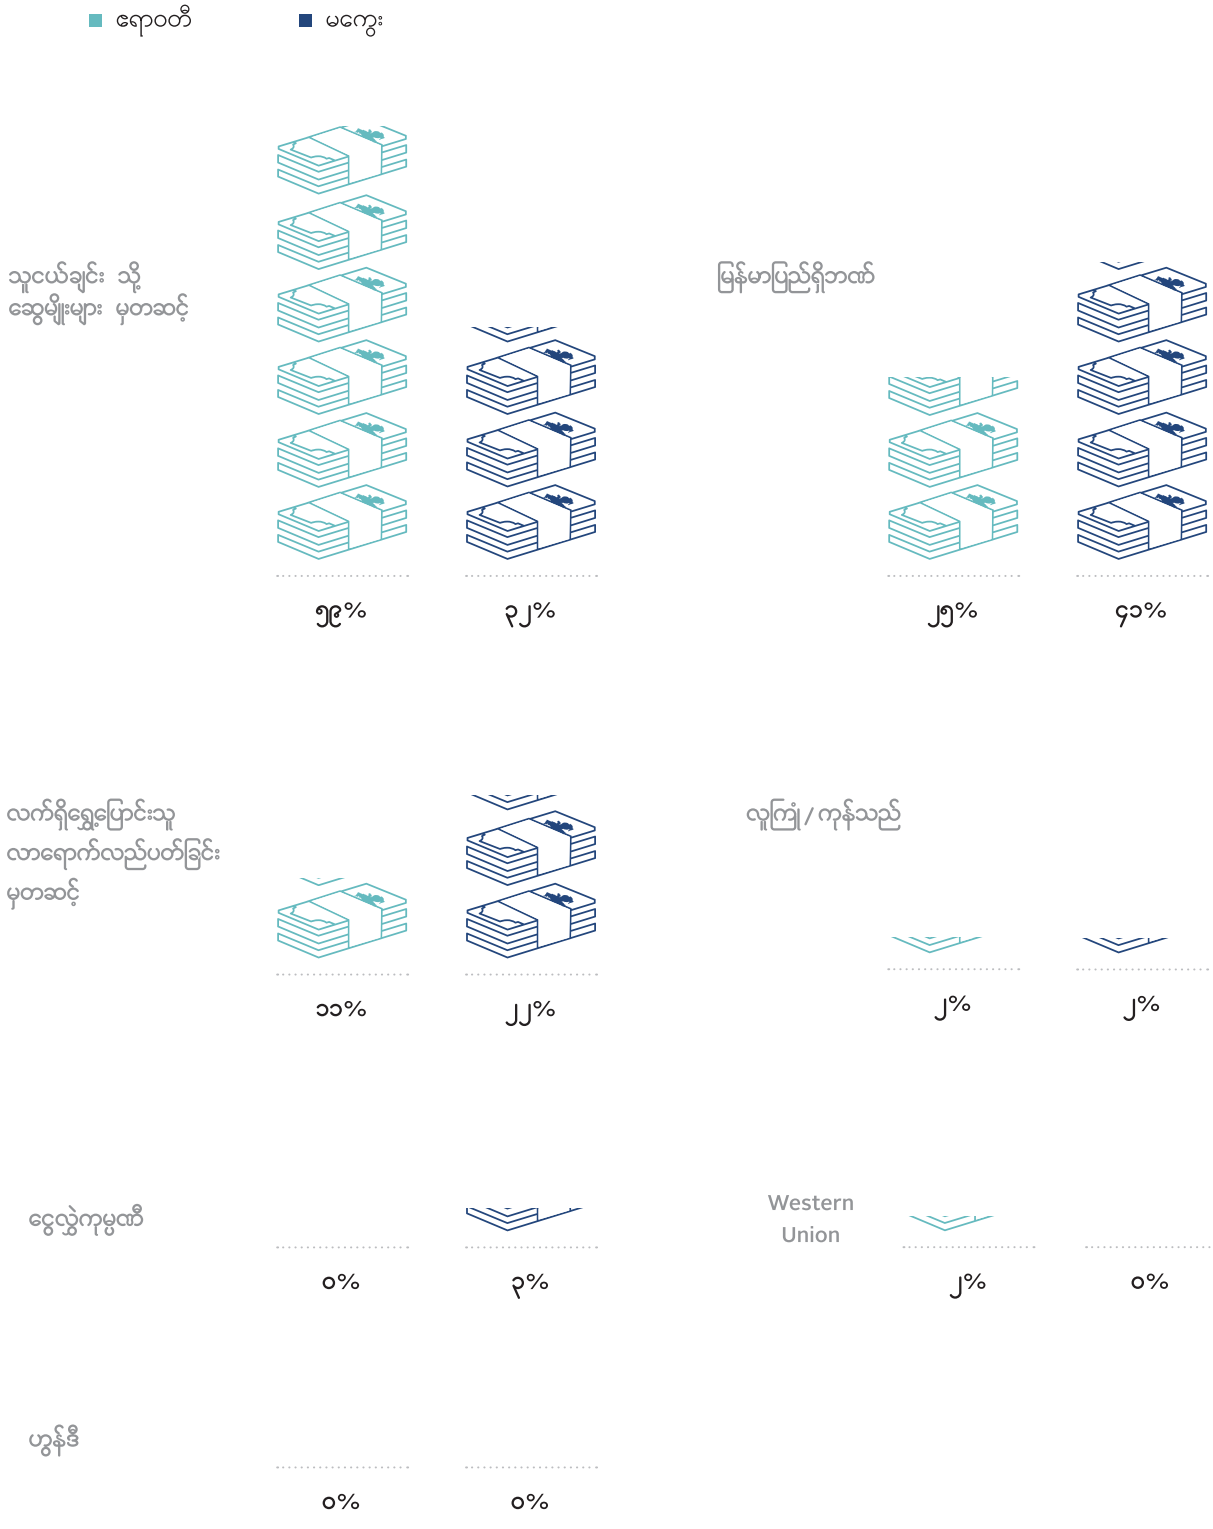 ဧရာဝတီ မကွေး
သူငယ်ချင်း သို့
ဆွေမျိုးများ မှတဆင့်
၅၉% ၃၂%
မြန်မာပြည်ရှိဘဏ်
၂၅% ၄၁%
လက်ရှိရွှေ့ပြောင်းသူ
လာရောက်လည်ပတ်ခြင်း
မှတဆင့်
၁၁% ၂၂%
လူကြုံ / ကုန်သည်
၂% ၂%
ငွေလွှဲကုမ္ပဏီ
၀% ၃%
Western
Union
၂% ၀%
ဟွန်ဒီ
၀% ၀%